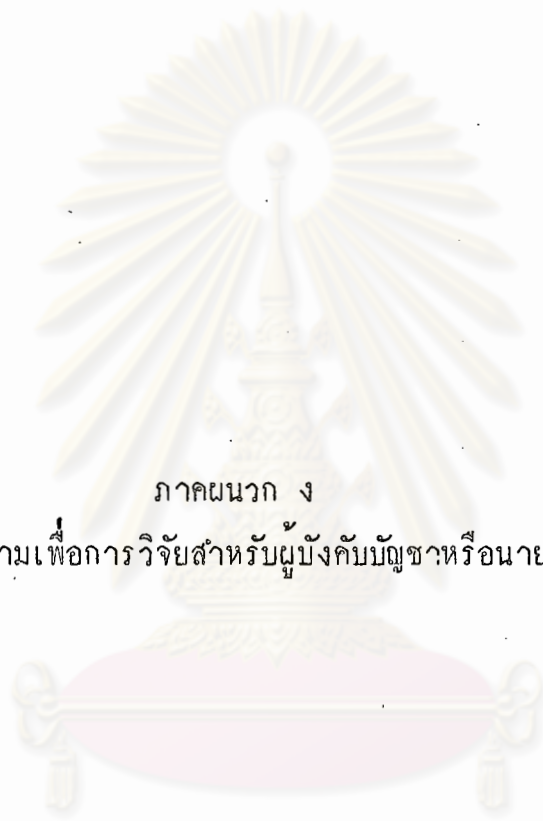 ภาคผนวก ง
ามเพื่อการวิจัยสำหรับผู้บังคับบัญชาหรือนาย